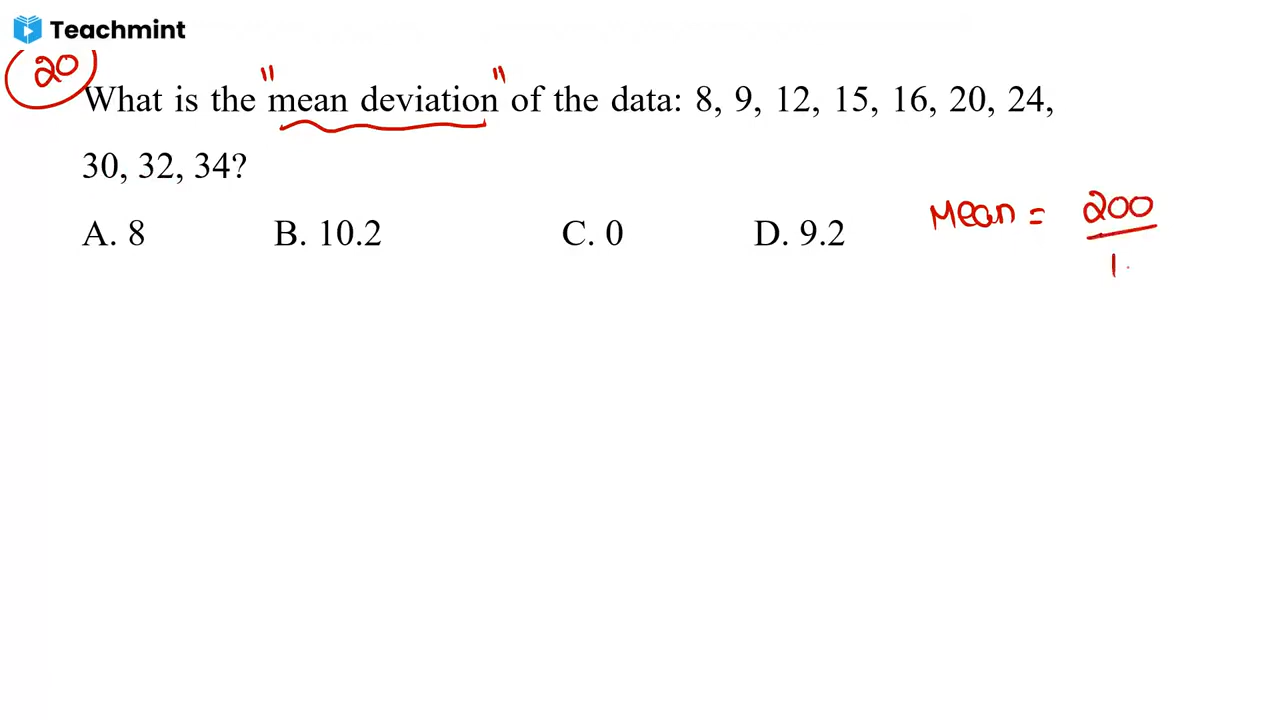 Teachmint
20
What is the "mean deviation" of the data: 8, 9, 12, 15, 16, 20, 24,
30, 32, 34?
A. 8 B. 10.2 C. 0 D. 9.2
Mean = 200
1